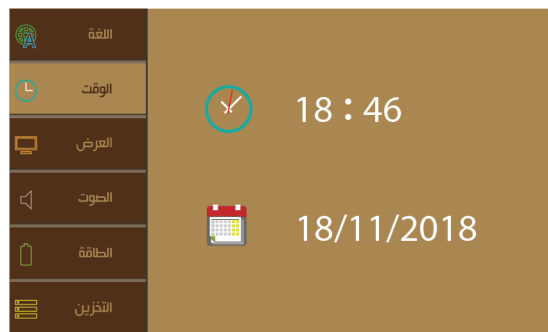 اللغة
الوقت
العرض
الصوت
الطاقة
التخزين
18 : 46
18/11/2018